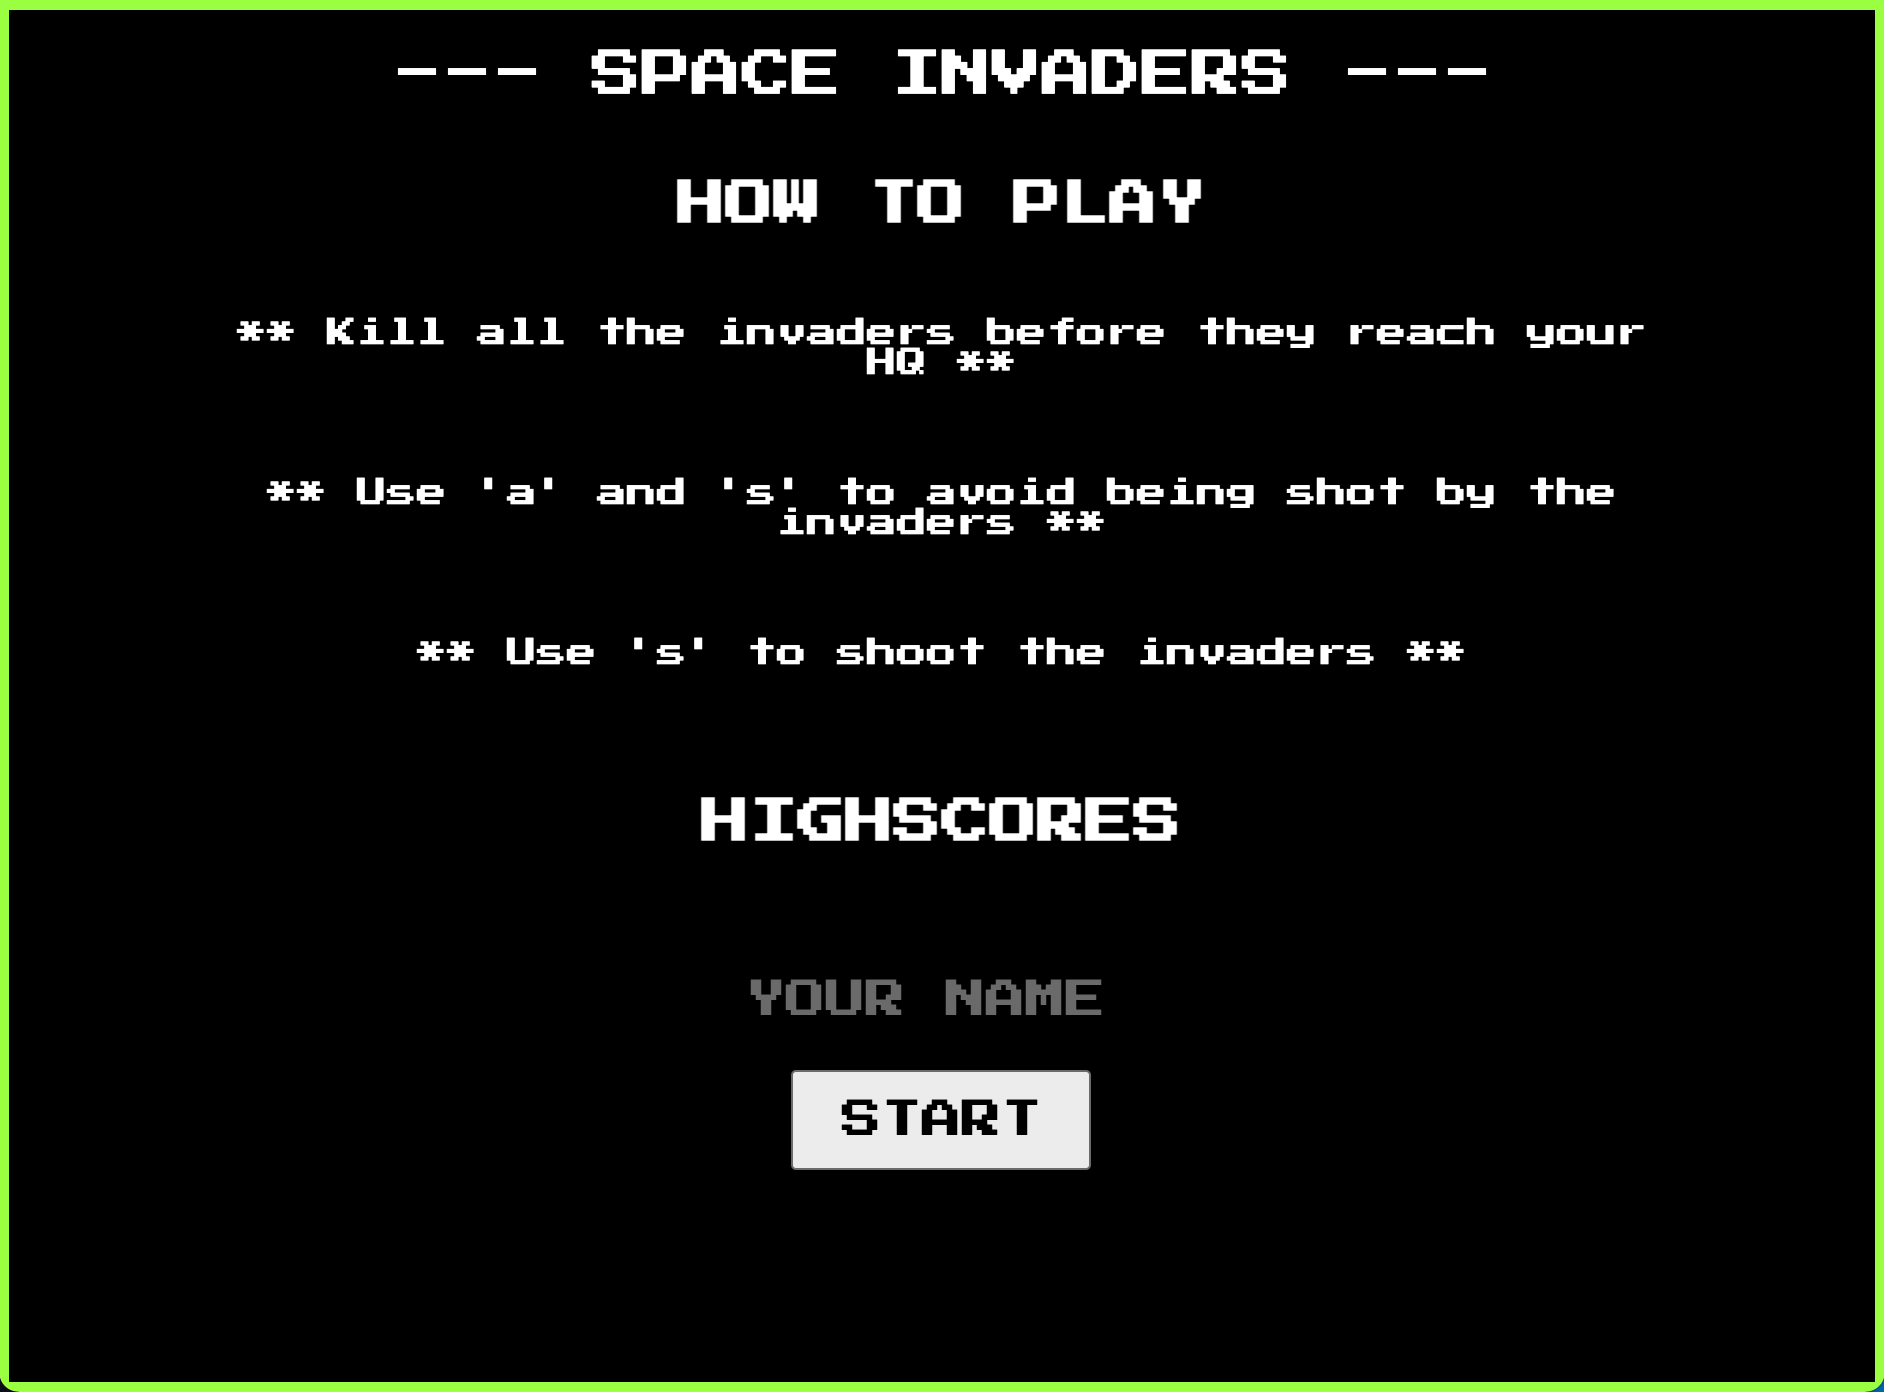 --- SPACE INVADERS ---
HOW TO PLAY
** Kill all the invaders before they reach your
HQ **
** Use 'a' and 's' to avoid being shot by the
invaders **
** Use 's' to shoot the invaders **
HIGHSCORES
YOUR NAME
START